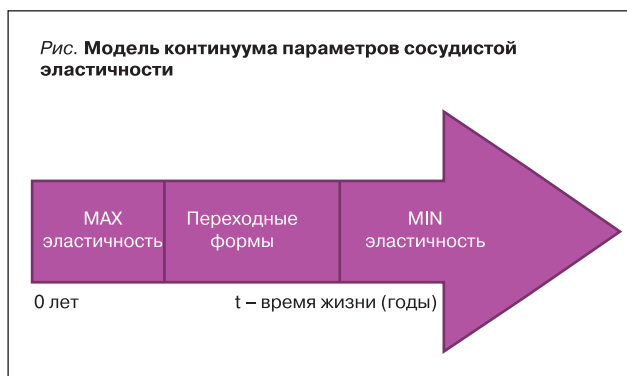 Рис. Модель континуума параметров сосудистой
эластичности
MAX
эластичность
Переходные
формы
MIN
эластичность
0 лет
t – время жизни (годы)